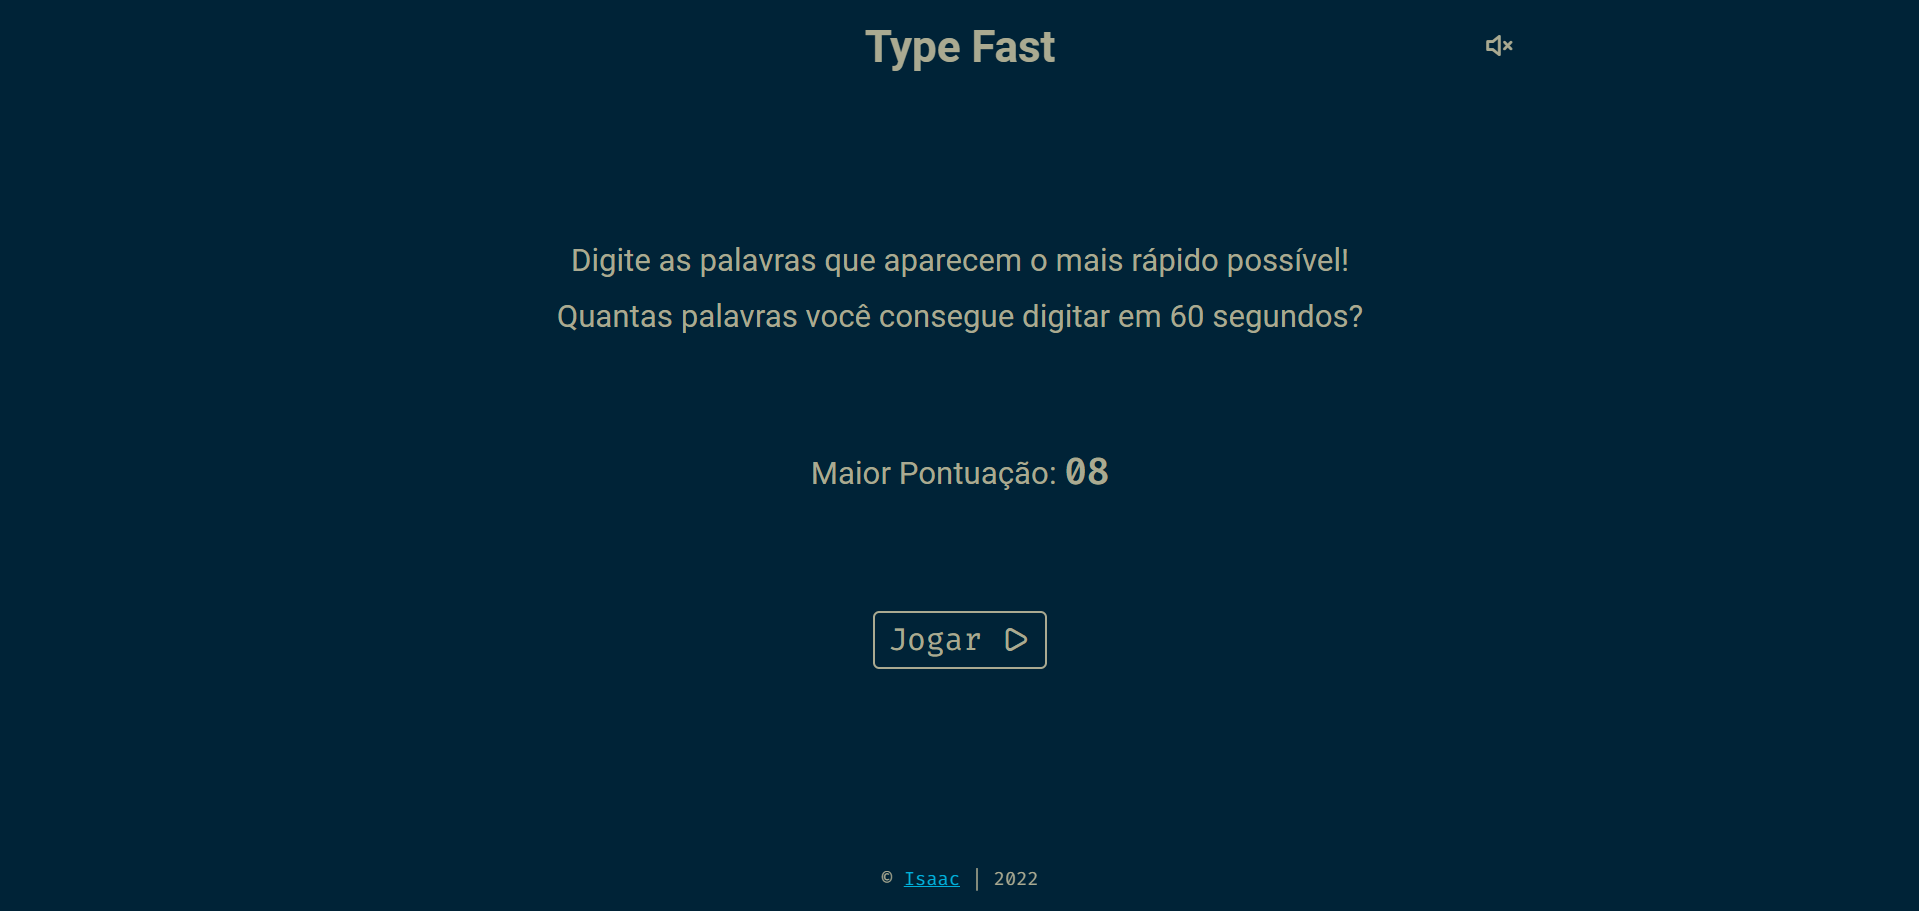 Type Fast
Digite as palavras que aparecem o mais rápido possível!
Quantas palavras você consegue digitar em 60 segundos?
Maior Pontuação: 08
Jogar
© Isaac | 2022